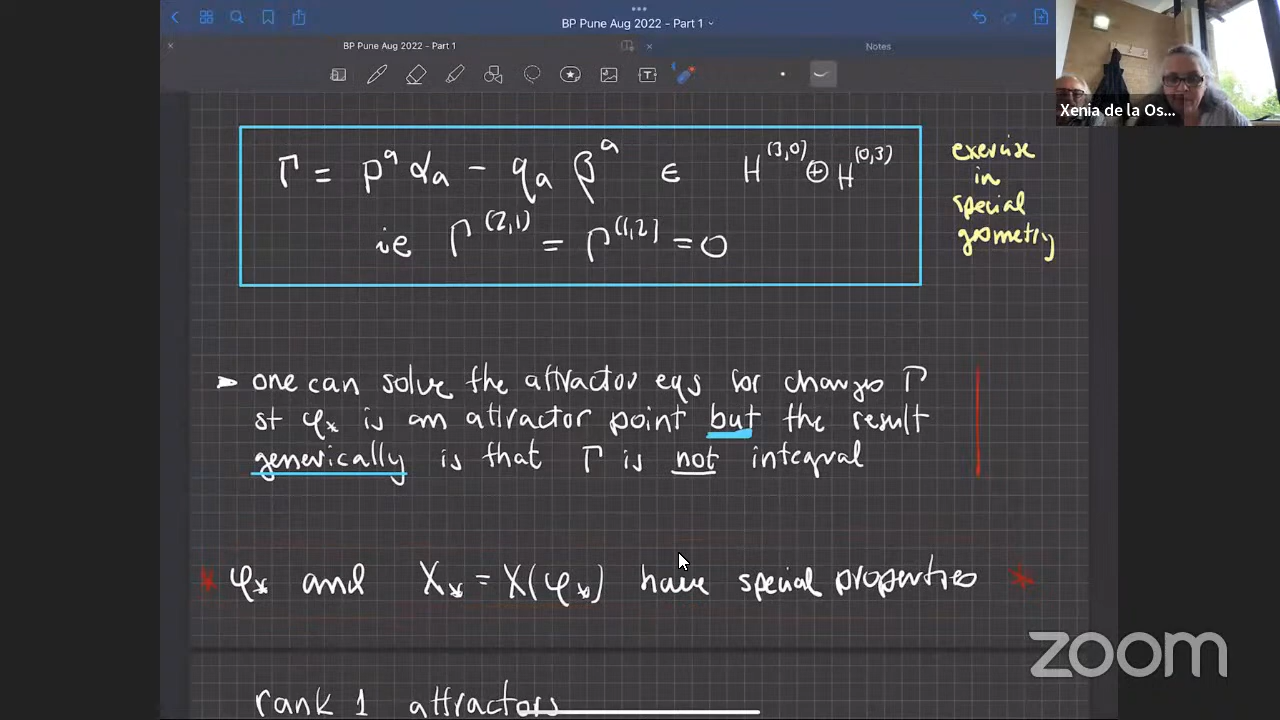 BP Pune Aug 2022 - Part 1
BP Pune Aug 2022 - Part 1
Notes
Xenia de la Os...
Γ = p^a α_a - q_a β^a ∈ H^(3,0) ⊕ H^(0,3)
ie Γ^(2,1) = Γ^(1,2) = 0
exercise
in
special
geometry
one can solve the attractor eqs for changes Γ
st φ_* is an attractor point but the result
generically is that Γ is not integral
* φ_* and X_* = X(φ_*) have special properties *
rank 1 attractors
zoom